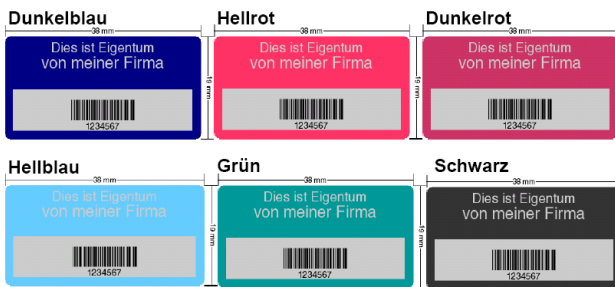 Dunkelblau
38 mm
Dies ist Eigentum
von meiner Firma
1234567
19 mm
Hellrot
38 mm
Dies ist Eigentum
von meiner Firma
1234567
19 mm
Dunkelrot
38 mm
Dies ist Eigentum
von meiner Firma
1234567
Hellblau
38 mm
Dies ist Eigentum
von meiner Firma
1234567
19 mm
Grün
38 mm
Dies ist Eigentum
von meiner Firma
1234567
19 mm
Schwarz
38 mm
Dies ist Eigentum
von meiner Firma
1234567